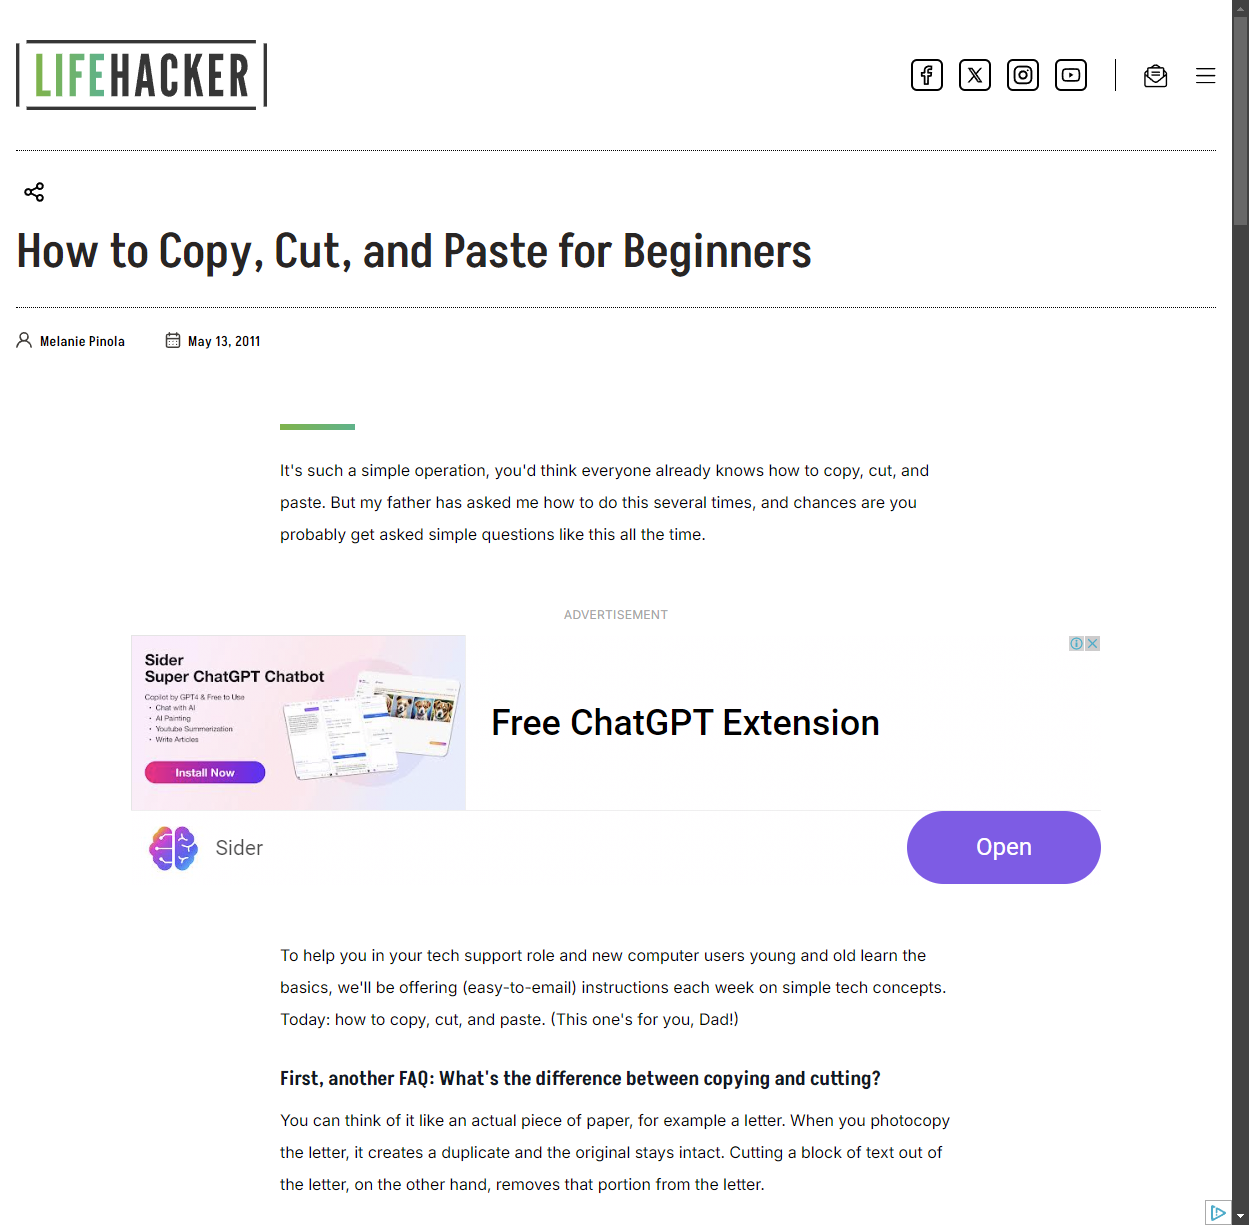 LIFEHACKER
How to Copy, Cut, and Paste for Beginners
Melanie Pinola
May 13, 2011
It's such a simple operation, you'd think everyone already knows how to copy, cut, and
paste. But my father has asked me how to do this several times, and chances are you
probably get asked simple questions like this all the time.
ADVERTISEMENT
Sider
Super ChatGPT Chatbot
Copilot by GPT4 & Free to Use
• Chat with AI
• AI Painting
• Youtube Summerization
• Write Articles
Install Now
Free ChatGPT Extension
Sider
Open
To help you in your tech support role and new computer users young and old learn the
basics, we'll be offering (easy-to-email) instructions each week on simple tech concepts.
Today: how to copy, cut, and paste. (This one's for you, Dad!)
First, another FAQ: What's the difference between copying and cutting?
You can think of it like an actual piece of paper, for example a letter. When you photocopy
the letter, it creates a duplicate and the original stays intact. Cutting a block of text out of
the letter, on the other hand, removes that portion from the letter.